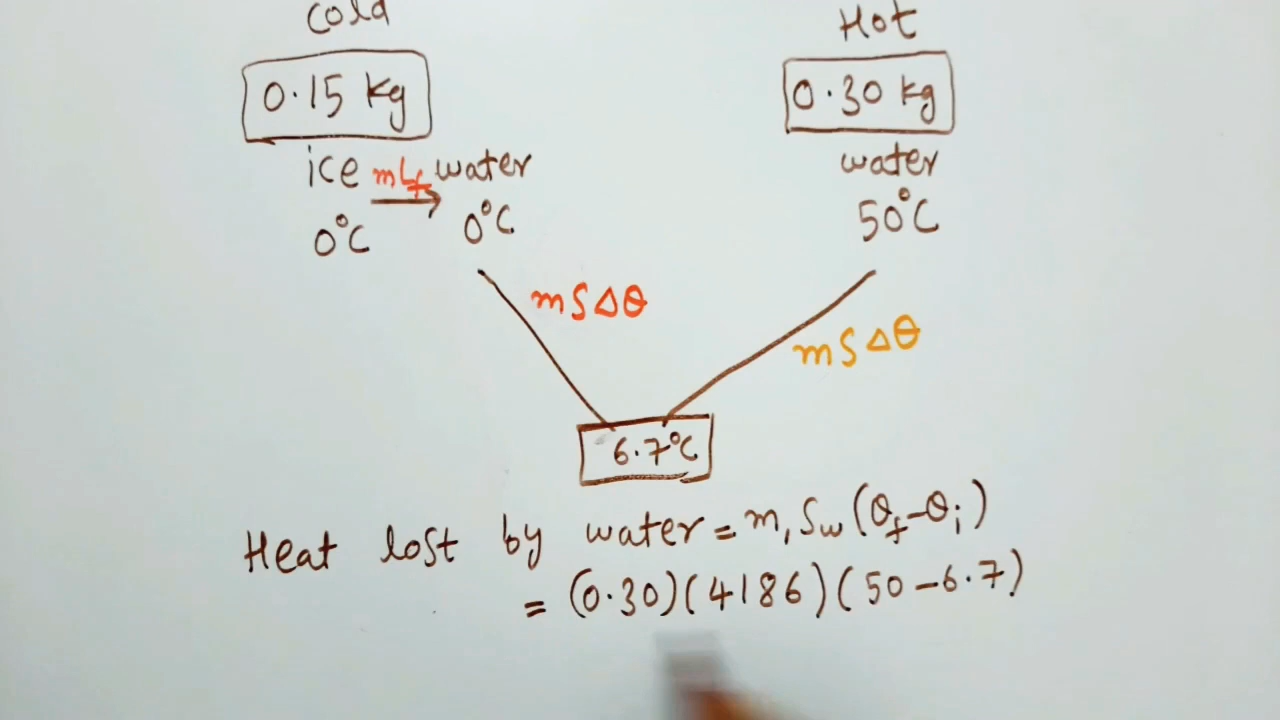 Cold
Hot
0.15 kg
0.30 kg
ice mLf water
water
0°C
0°C
50°C
mSΔθ
mSΔθ
6.7°C
Heat lost by water = m₁Sw(θf-θi)
= (0.30)(4186)(50-6.7)